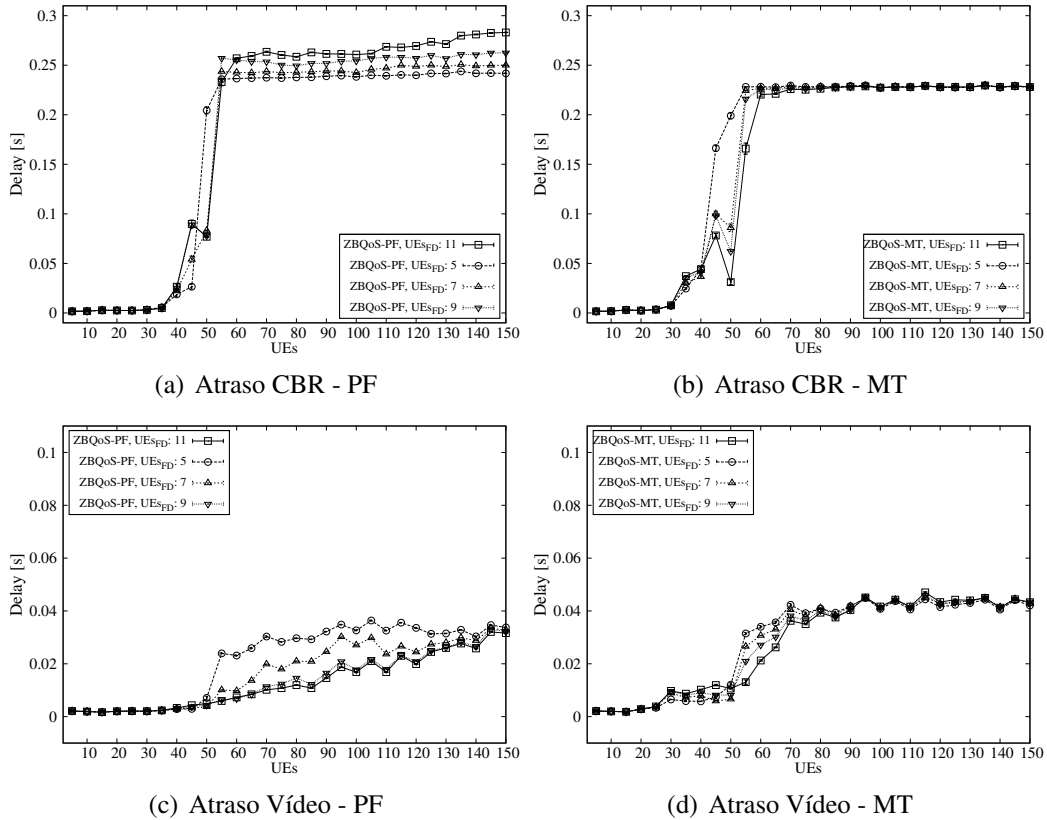 0.3
0.25
0.2
0.15
0.1
0.05
0
Delay [s]
ZBQoS-PF, UEsFD: 11
ZBQoS-PF, UEsFD: 5
ZBQoS-PF, UEsFD: 7
ZBQoS-PF, UEsFD: 9
10 20 30 40 50 60 70 80 90 100 110 120 130 140 150
UEs
(a) Atraso CBR - PF
0.3
0.25
0.2
0.15
0.1
0.05
0
Delay [s]
ZBQoS-MT, UEsFD: 11
ZBQoS-MT, UEsFD: 5
ZBQoS-MT, UEsFD: 7
ZBQoS-MT, UEsFD: 9
10 20 30 40 50 60 70 80 90 100 110 120 130 140 150
UEs
(b) Atraso CBR - MT
ZBQoS-PF, UEsFD: 11
ZBQoS-PF, UEsFD: 5
ZBQoS-PF, UEsFD: 7
ZBQoS-PF, UEsFD: 9
0.1
0.08
0.06
0.04
0.02
0
Delay [s]
10 20 30 40 50 60 70 80 90 100 110 120 130 140 150
UEs
(c) Atraso Vídeo - PF
ZBQoS-MT, UEsFD: 11
ZBQoS-MT, UEsFD: 5
ZBQoS-MT, UEsFD: 7
ZBQoS-MT, UEsFD: 9
0.1
0.08
0.06
0.04
0.02
0
Delay [s]
10 20 30 40 50 60 70 80 90 100 110 120 130 140 150
UEs
(d) Atraso Vídeo - MT